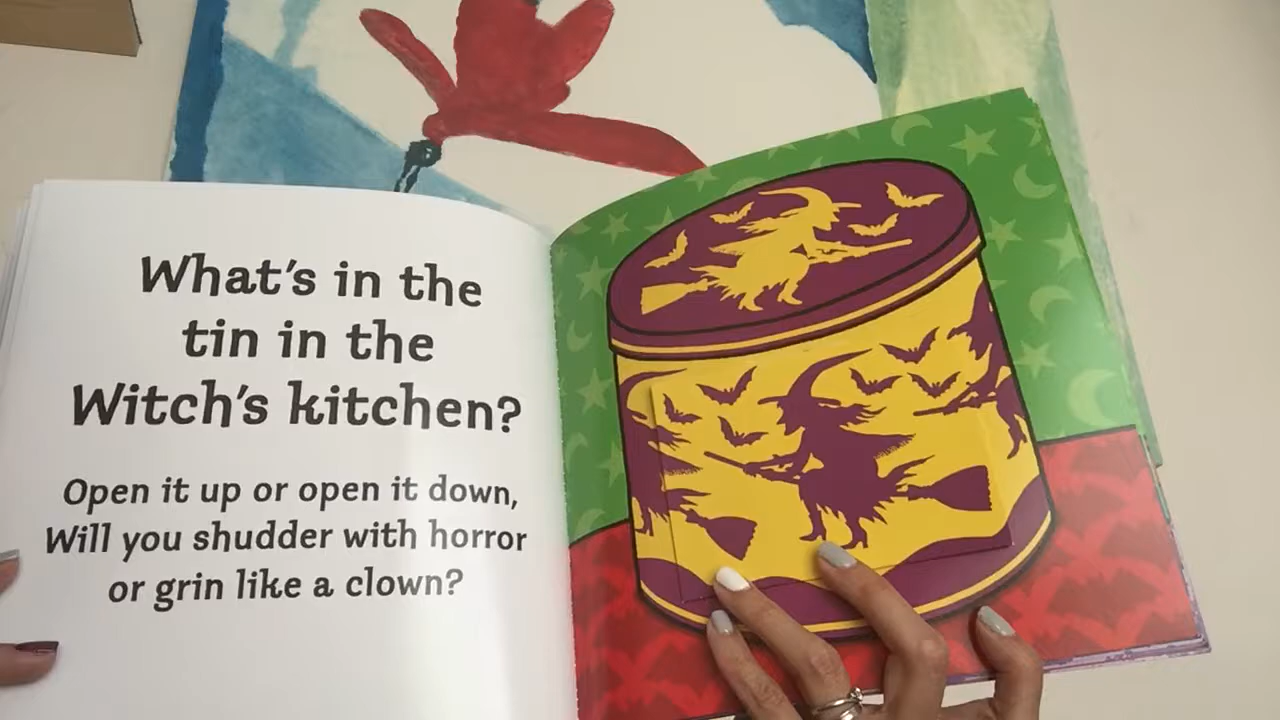 What's in the
tin in the
Witch's kitchen?
Open it up or open it down,
Will you shudder with horror
or grin like a clown?